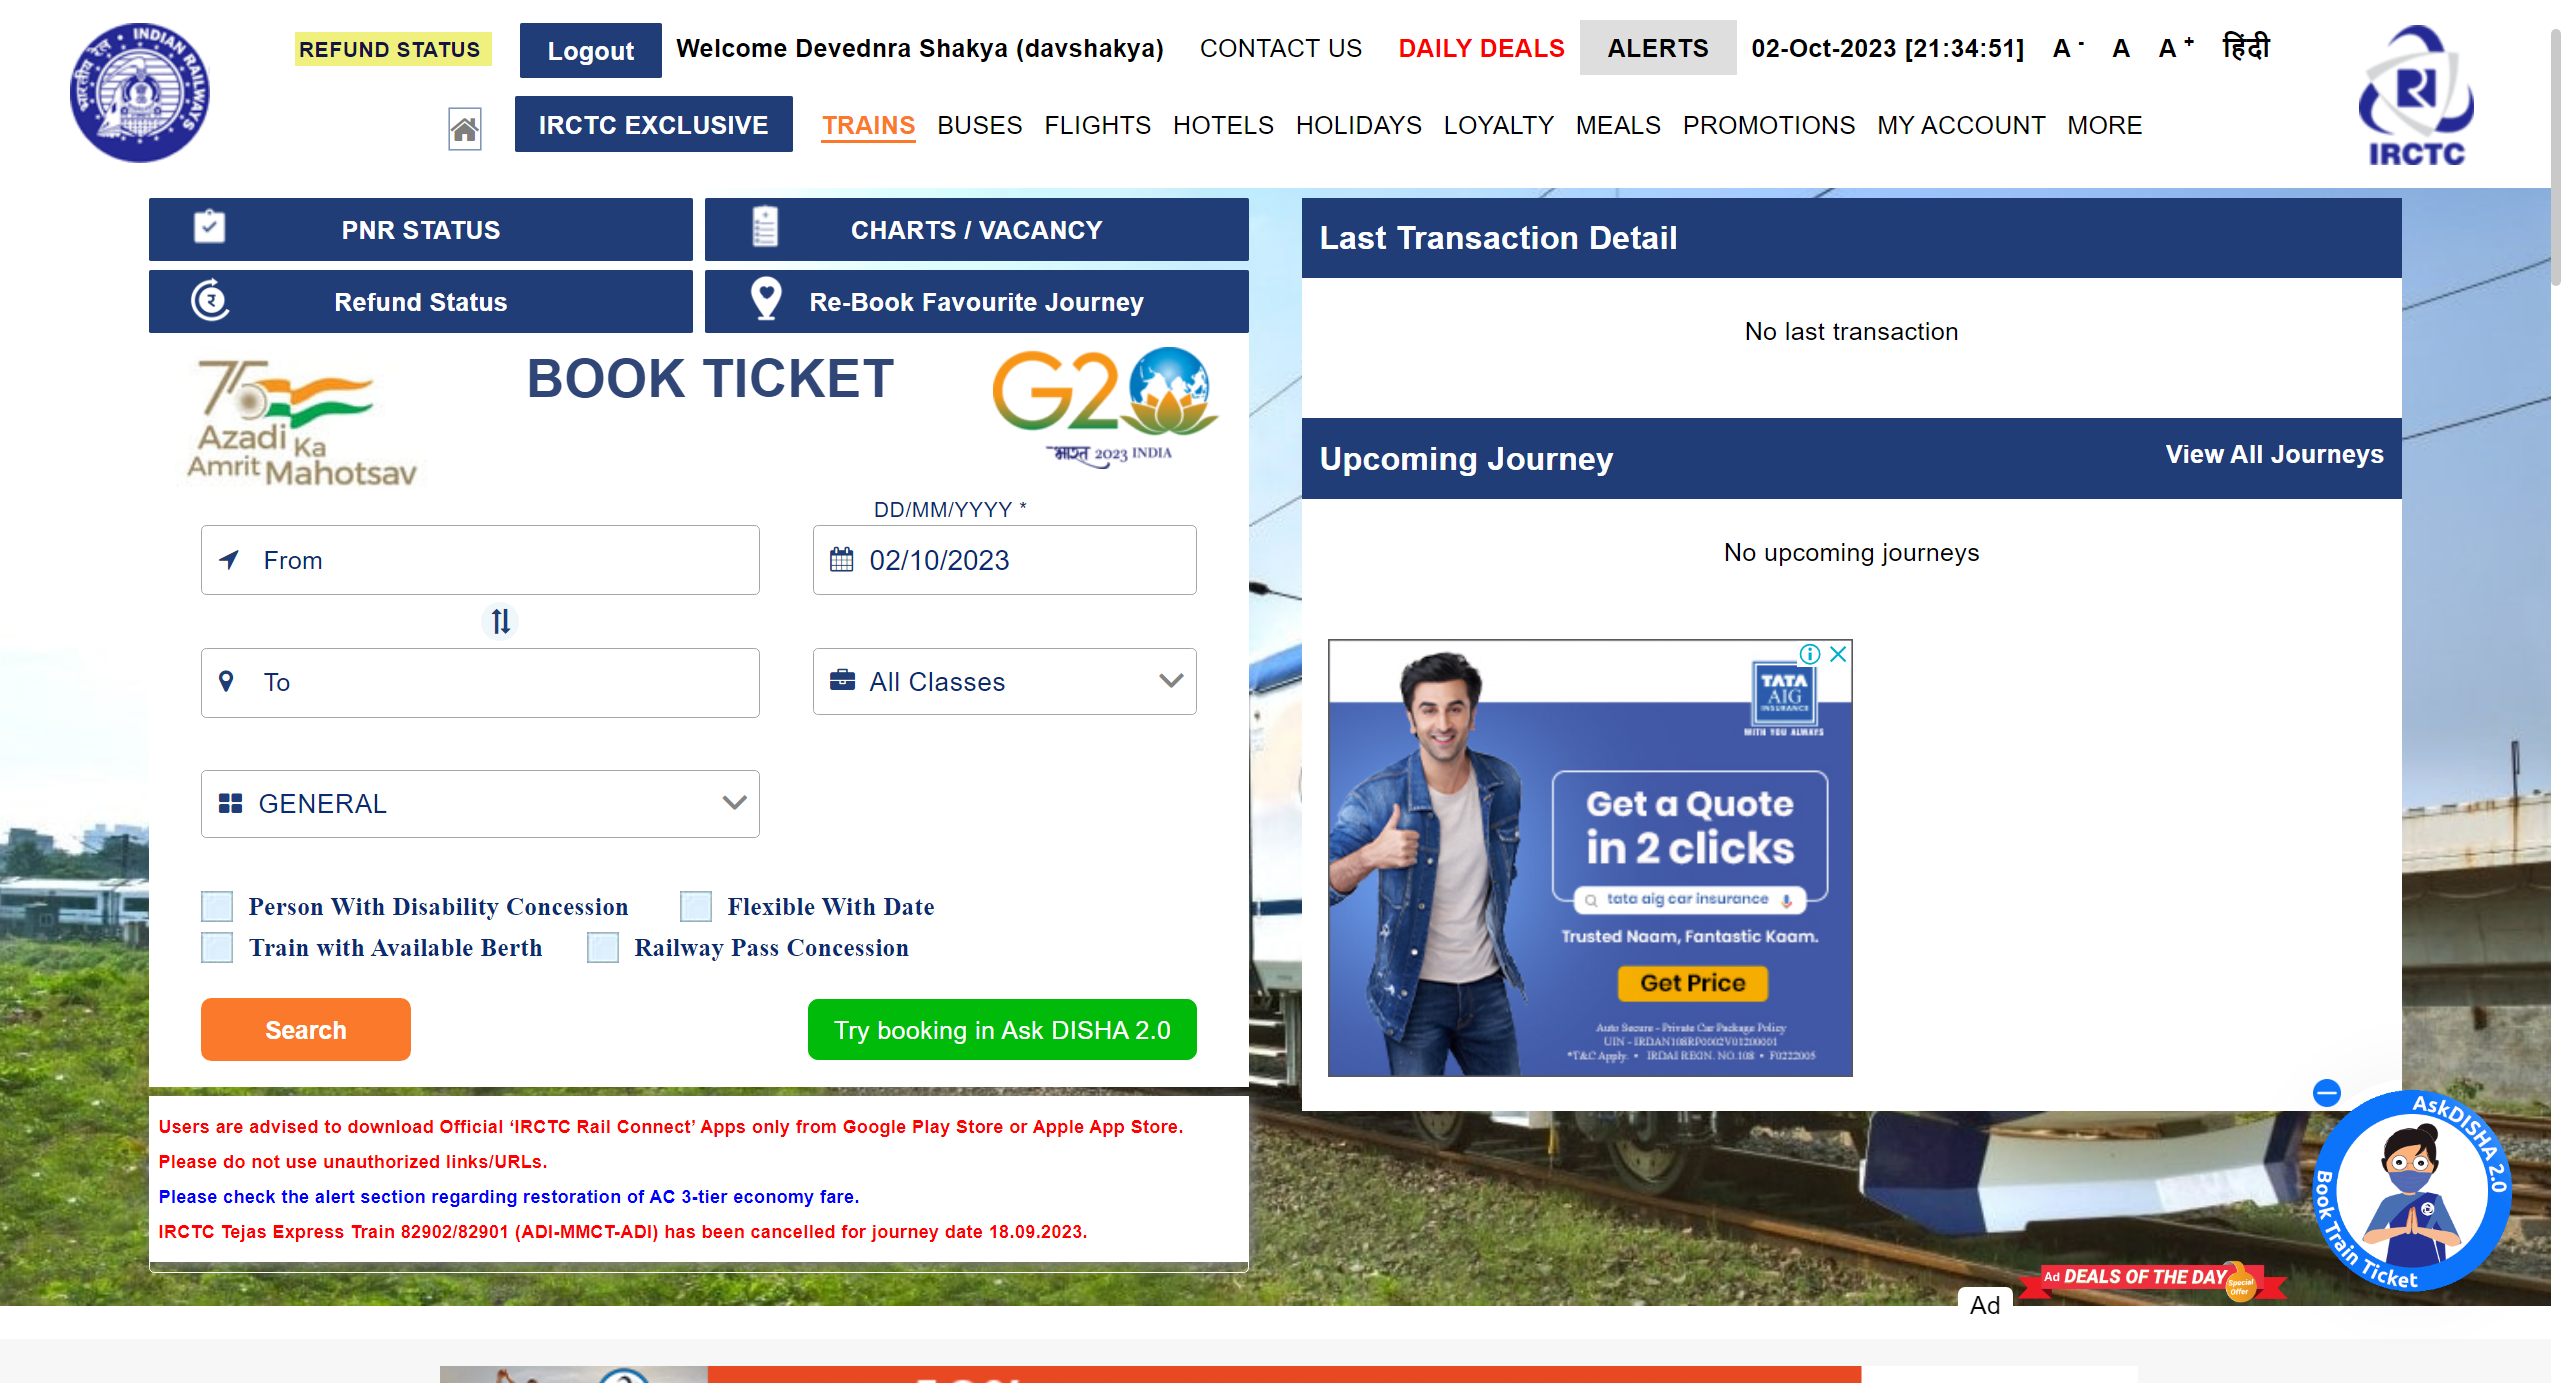 REFUND STATUS Logout Welcome Devednra Shakya (davshakya) CONTACT US DAILY DEALS ALERTS 02-Oct-2023 [21:34:51] A - A A + हिंदी
IRCTC EXCLUSIVE TRAINS BUSES FLIGHTS HOTELS HOLIDAYS LOYALTY MEALS PROMOTIONS MY ACCOUNT MORE
भारतीय रेल INDIAN RAILWAYS
IRCTC
PNR STATUS
CHARTS / VACANCY
Refund Status
Re-Book Favourite Journey
75
Azadi Ka
Amrit Mahotsav
BOOK TICKET
G20
भारत 2023 INDIA
DD/MM/YYYY *
From
02/10/2023
To
All Classes
GENERAL
Person With Disability Concession
Flexible With Date
Train with Available Berth
Railway Pass Concession
Search
Try booking in Ask DISHA 2.0
Users are advised to download Official ‘IRCTC Rail Connect’ Apps only from Google Play Store or Apple App Store.
Please do not use unauthorized links/URLs.
Please check the alert section regarding restoration of AC 3-tier economy fare.
IRCTC Tejas Express Train 82902/82901 (ADI-MMCT-ADI) has been cancelled for journey date 18.09.2023.
Last Transaction Detail
No last transaction
Upcoming Journey
View All Journeys
No upcoming journeys
TATA
AIG
INSURANCE
WITH YOU ALWAYS
Get a Quote
in 2 clicks
tata aig car insurance
Trusted Naam, Fantastic Kaam.
Get Price
Auto Secure - Private Car Package Policy
UIN - IRDAN108RP0002V01200001
*T&C Apply. • IRDAI REGN. NO.108 • F0222005
AskDISHA 2.0
Book Train Ticket
Ad DEALS OF THE DAY
Special
Offer
Ad